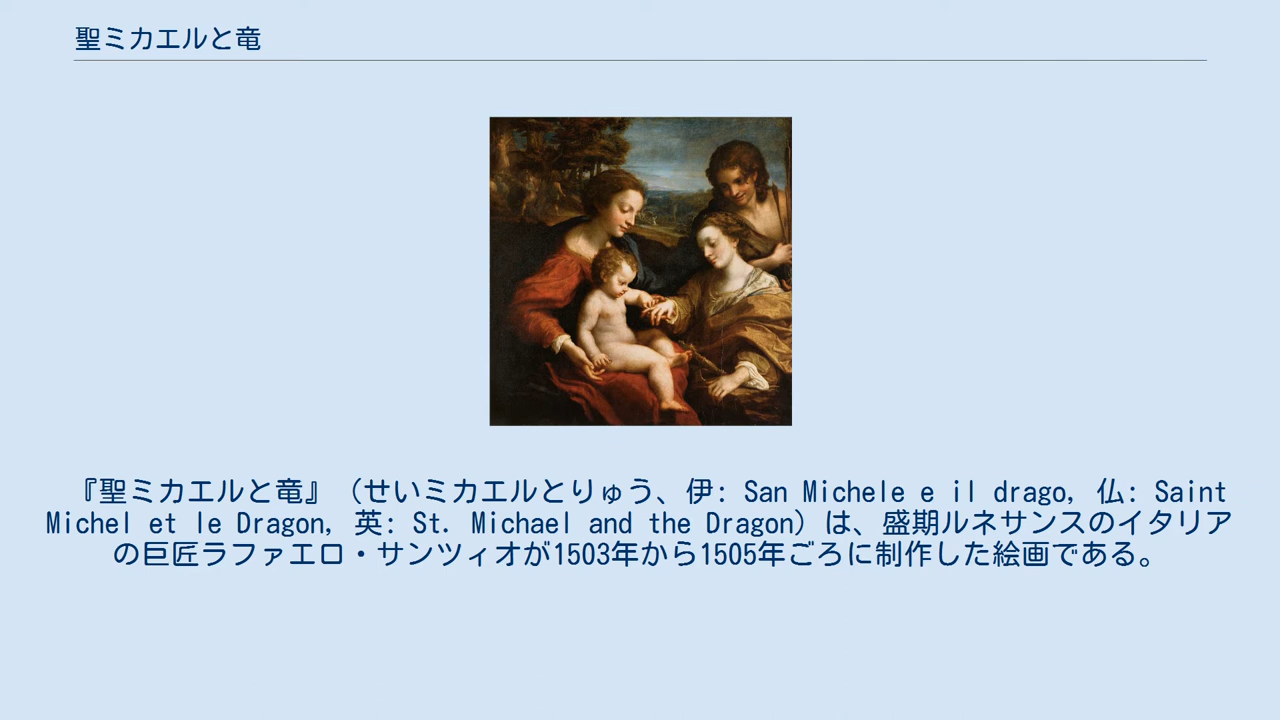 聖ミカエルと竜
『聖ミカエルと竜』（せいミカエルとりゅう、伊: San Michele e il drago, 仏: Saint
Michel et le Dragon, 英: St. Michael and the Dragon）は、盛期ルネサンスのイタリア
の巨匠ラファエロ・サンツィオが1503年から1505年ごろに制作した絵画である。